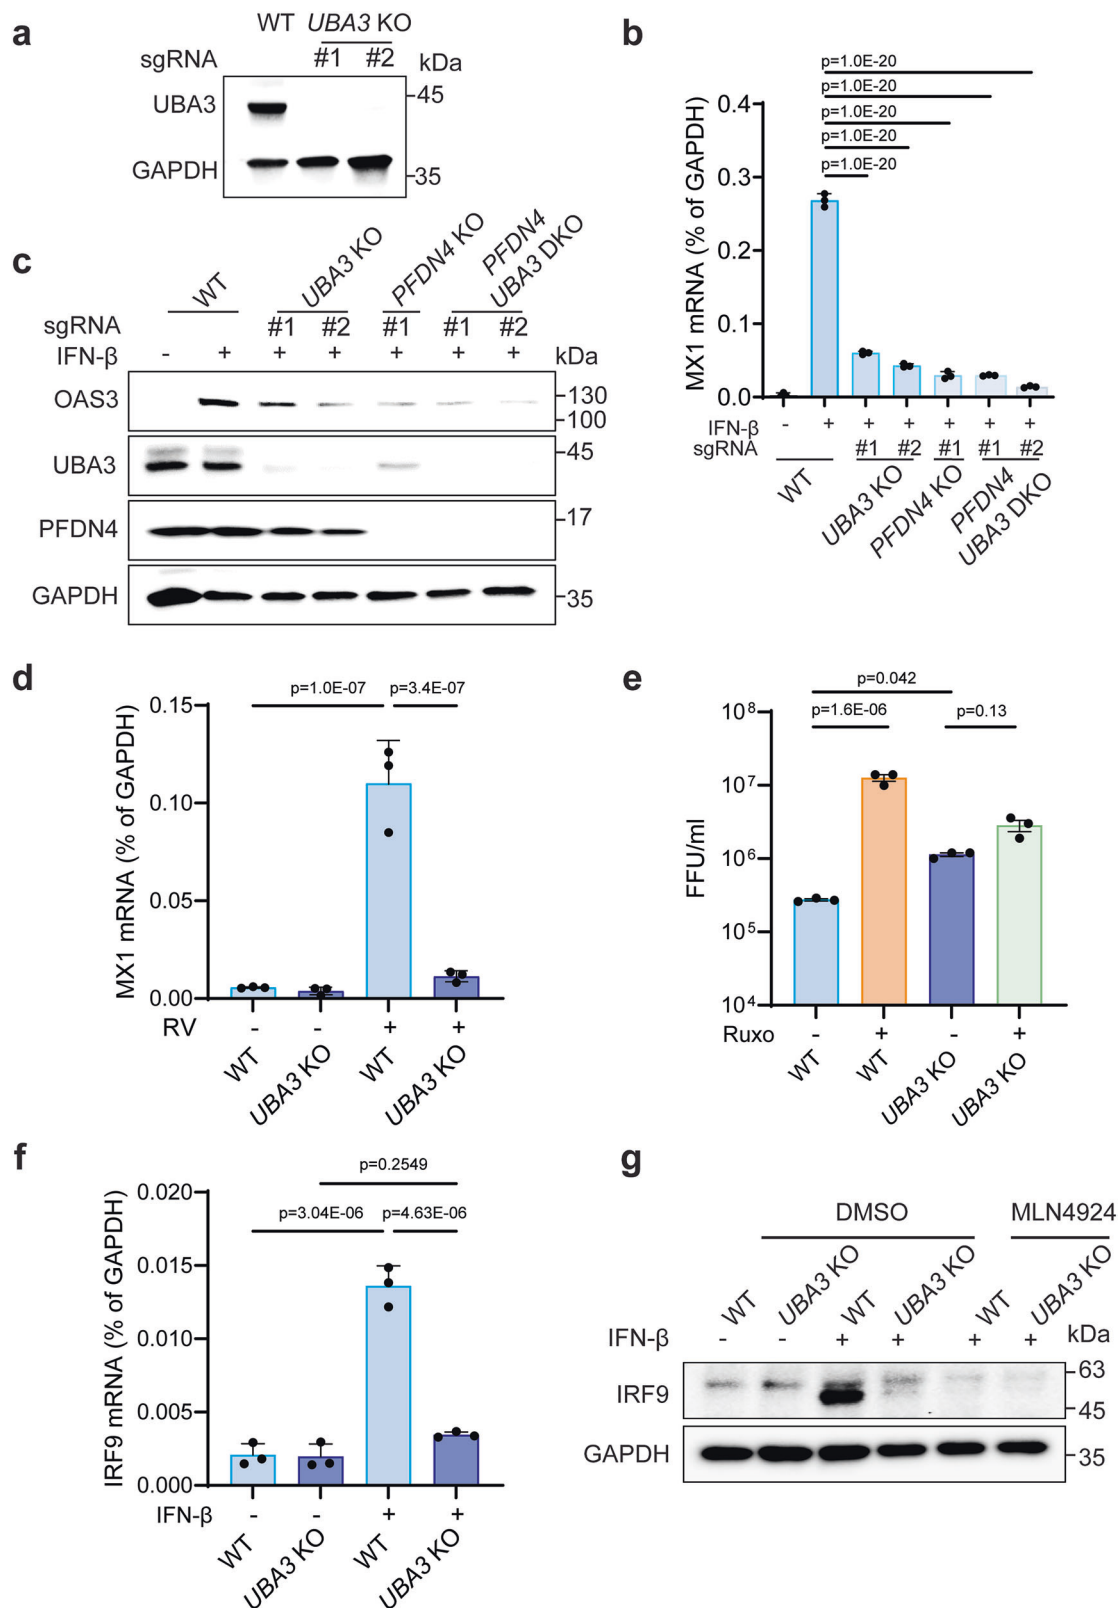 a
WT UBA3 KO
sgRNA #1 #2 kDa
UBA3
45
GAPDH
35
b
p=1.0E-20
p=1.0E-20
p=1.0E-20
p=1.0E-20
p=1.0E-20
MX1 mRNA (% of GAPDH)
0.4
0.3
0.2
0.1
0.0
IFN-β - + + + + + +
sgRNA #1 #2 #1 #1 #2
WT
UBA3 KO
PFDN4 KO
PFDN4
UBA3 DKO
c
WT
UBA3 KO
PFDN4 KO
PFDN4
UBA3 DKO
sgRNA #1 #2 #1 #1 #2
IFN-β - + + + + + + kDa
OAS3
130
100
UBA3
45
PFDN4
17
GAPDH
35
d
p=1.0E-07 p=3.4E-07
MX1 mRNA (% of GAPDH)
0.15
0.10
0.05
0.00
RV - - + +
WT
UBA3 KO
WT
UBA3 KO
e
p=0.042
p=1.6E-06 p=0.13
FFU/ml
10⁸
10⁷
10⁶
10⁵
10⁴
Ruxo - + - +
WT
WT
UBA3 KO
UBA3 KO
f
p=0.2549
p=3.04E-06 p=4.63E-06
IRF9 mRNA (% of GAPDH)
0.020
0.015
0.010
0.005
0.000
IFN-β - - + +
WT
UBA3 KO
WT
UBA3 KO
g
DMSO MLN4924
WT
UBA3 KO
WT
UBA3 KO
WT
UBA3 KO
IFN-β - - + + + + kDa
IRF9
63
45
GAPDH
35